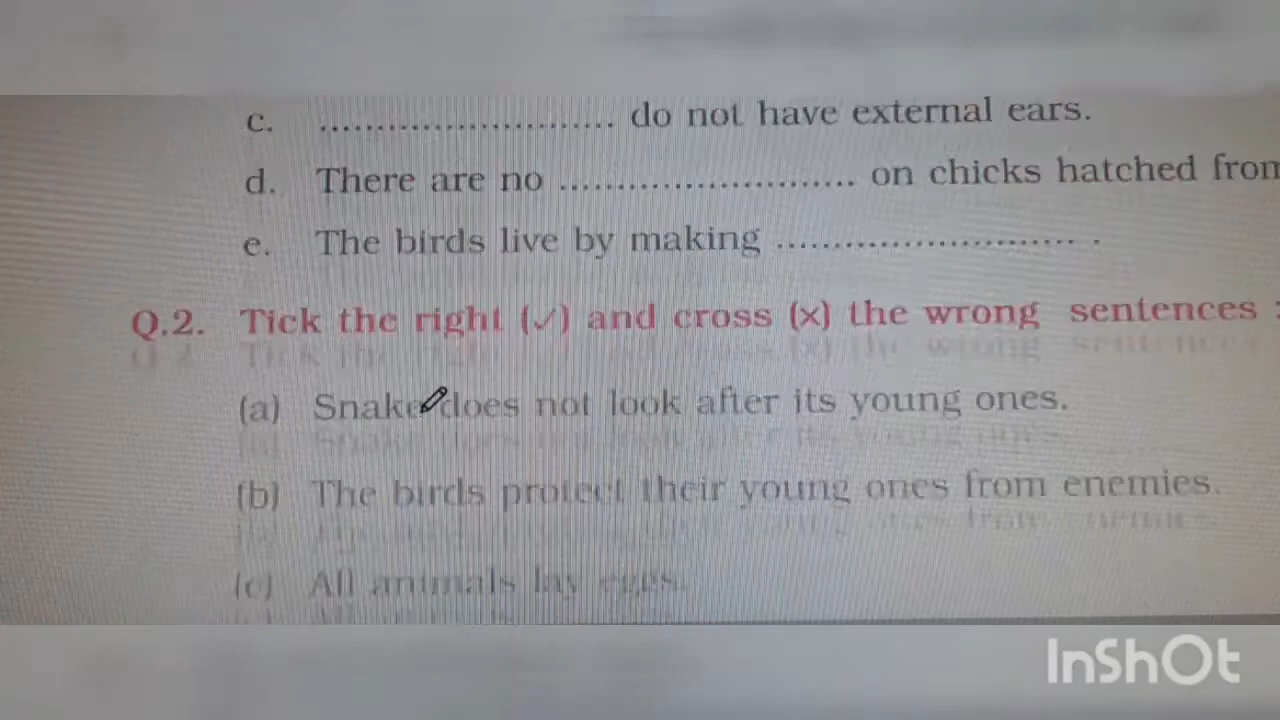 c. .......................... do not have external ears.
d. There are no .......................... on chicks hatched from
e. The birds live by making .......................... .
Q.2. Tick the right (✓) and cross (x) the wrong sentences :
(a) Snake does not look after its young ones.
(b) The birds protect their young ones from enemies.
(c) All animals lay eggs.
InShOt